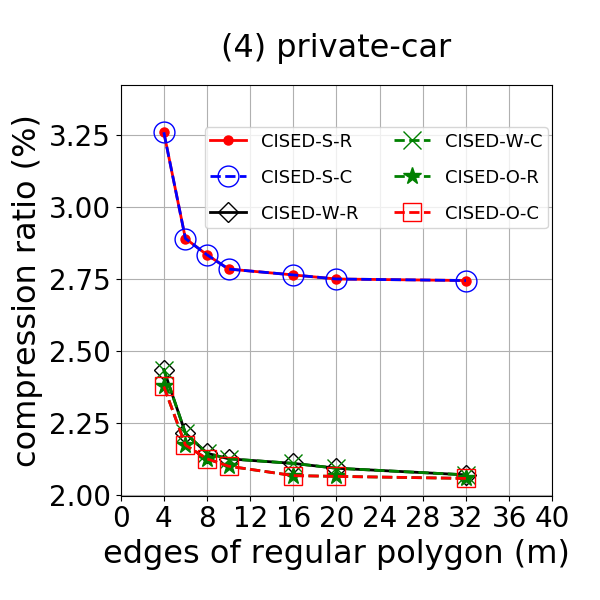 (4) private-car
compression ratio (%)
3.25
3.00
2.75
2.50
2.25
2.00
CISED-S-R
CISED-S-C
CISED-W-R
CISED-W-C
CISED-O-R
CISED-O-C
0 4 8 12 16 20 24 28 32 36 40
edges of regular polygon (m)